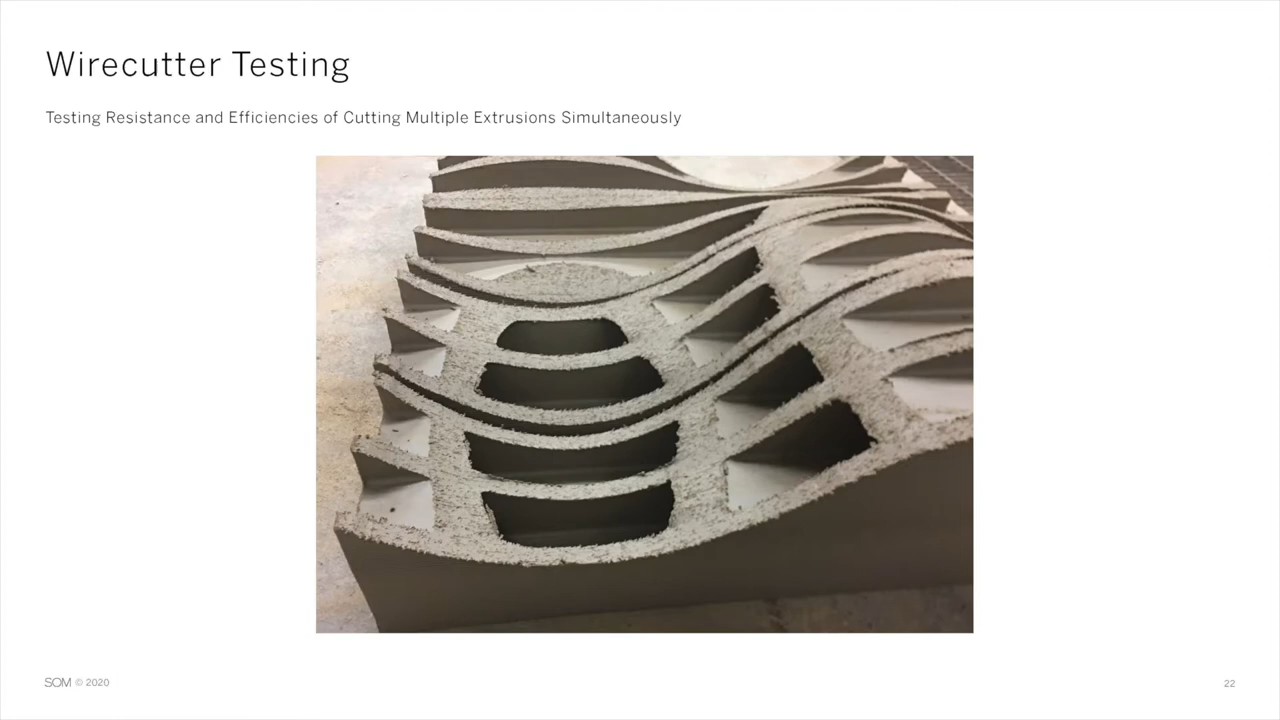 Wirecutter Testing
Testing Resistance and Efficiencies of Cutting Multiple Extrusions Simultaneously
SOM © 2020
22